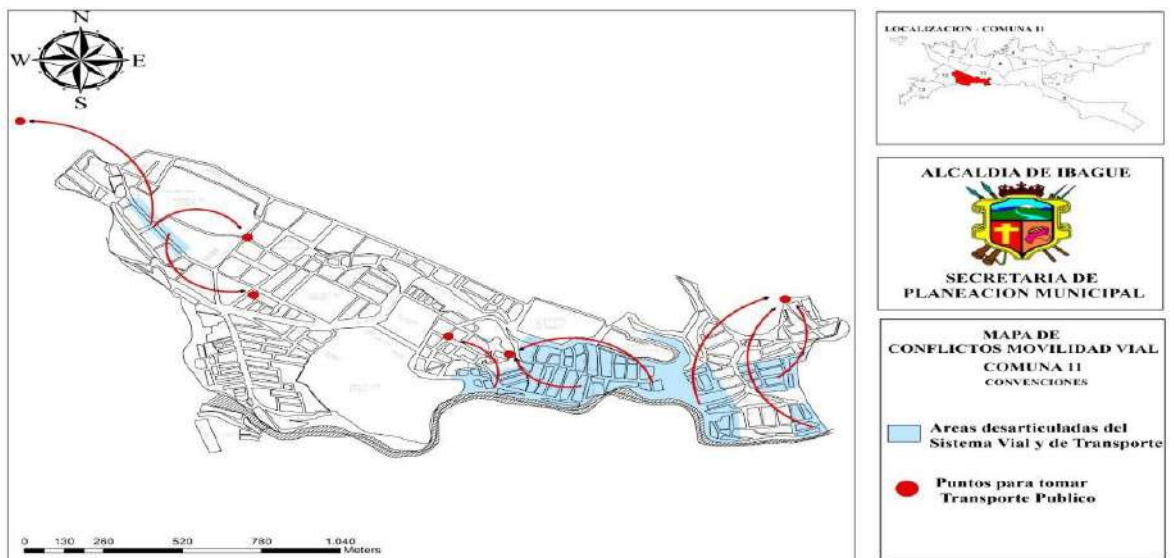 N
W E
S
0 130 260 520 780 1.040
Meters
LOCALIZACION - COMUNA 11
ALCALDIA DE IBAGUE
SECRETARIA DE
PLANEACION MUNICIPAL
MAPA DE
CONFLICTOS MOVILIDAD VIAL
COMUNA 11
CONVENCIONES
Areas desarticuladas del
Sistema Vial y de Transporte
Puntos para tomar
Transporte Publico